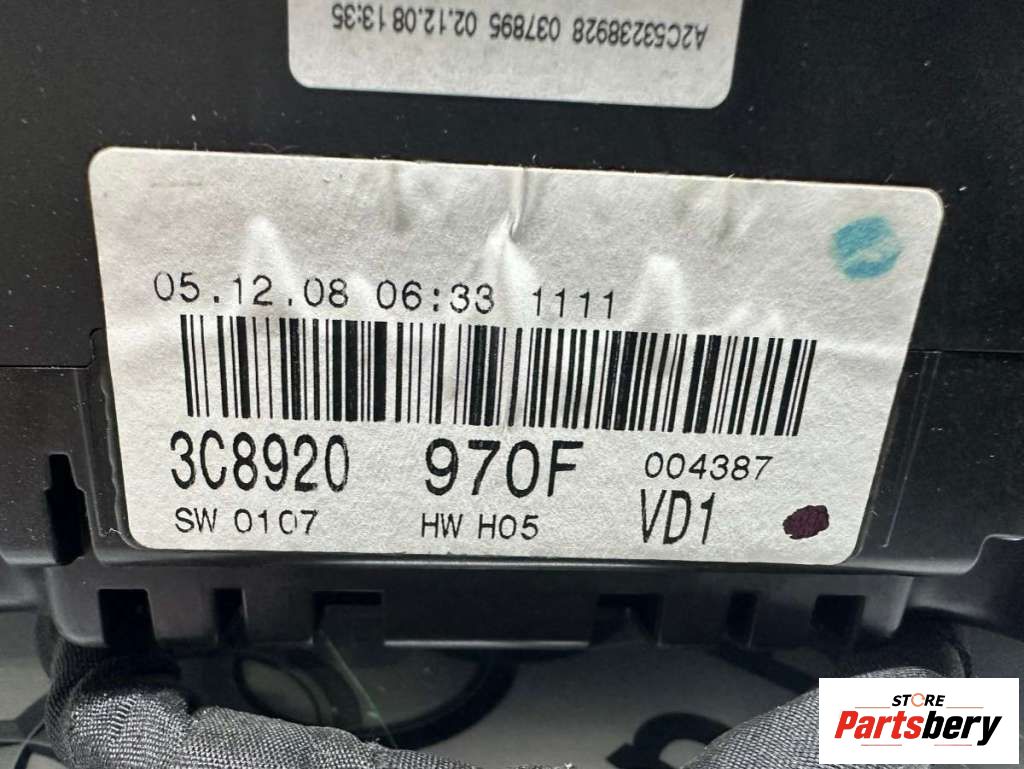 A2C53238928 037895 02.12.08 13:35
05.12.08 06:33 1111
3C8920 970F 004387
SW 0107 HW H05 VD1
STORE
Partsbery